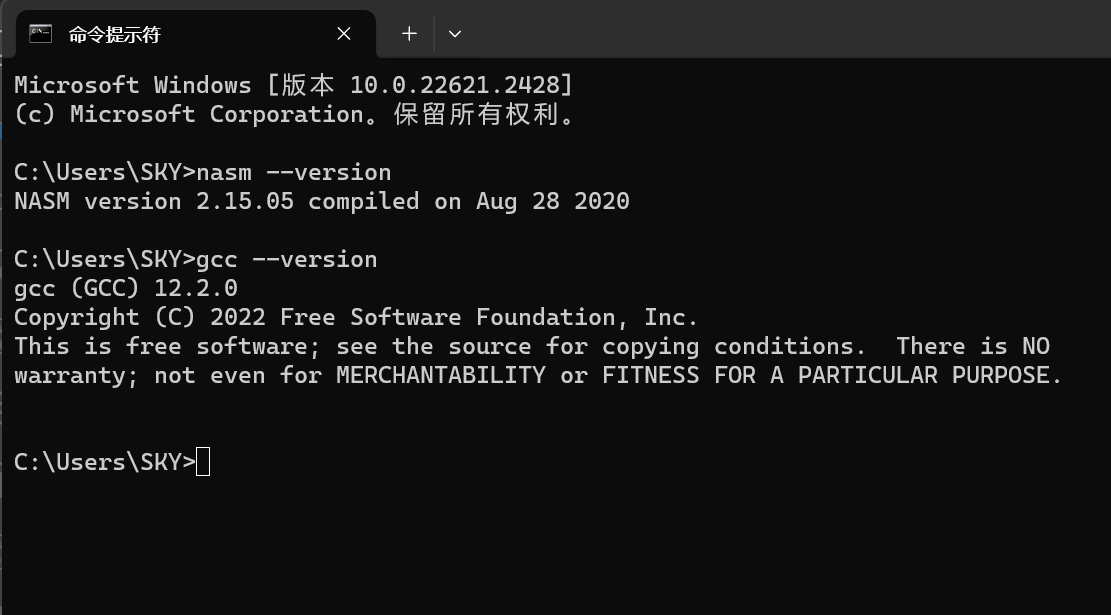 命令提示符
Microsoft Windows [版本 10.0.22621.2428]
(c) Microsoft Corporation。保留所有权利。
C:\Users\SKY>nasm --version
NASM version 2.15.05 compiled on Aug 28 2020
C:\Users\SKY>gcc --version
gcc (GCC) 12.2.0
Copyright (C) 2022 Free Software Foundation, Inc.
This is free software; see the source for copying conditions.  There is NO
warranty; not even for MERCHANTABILITY or FITNESS FOR A PARTICULAR PURPOSE.
C:\Users\SKY>